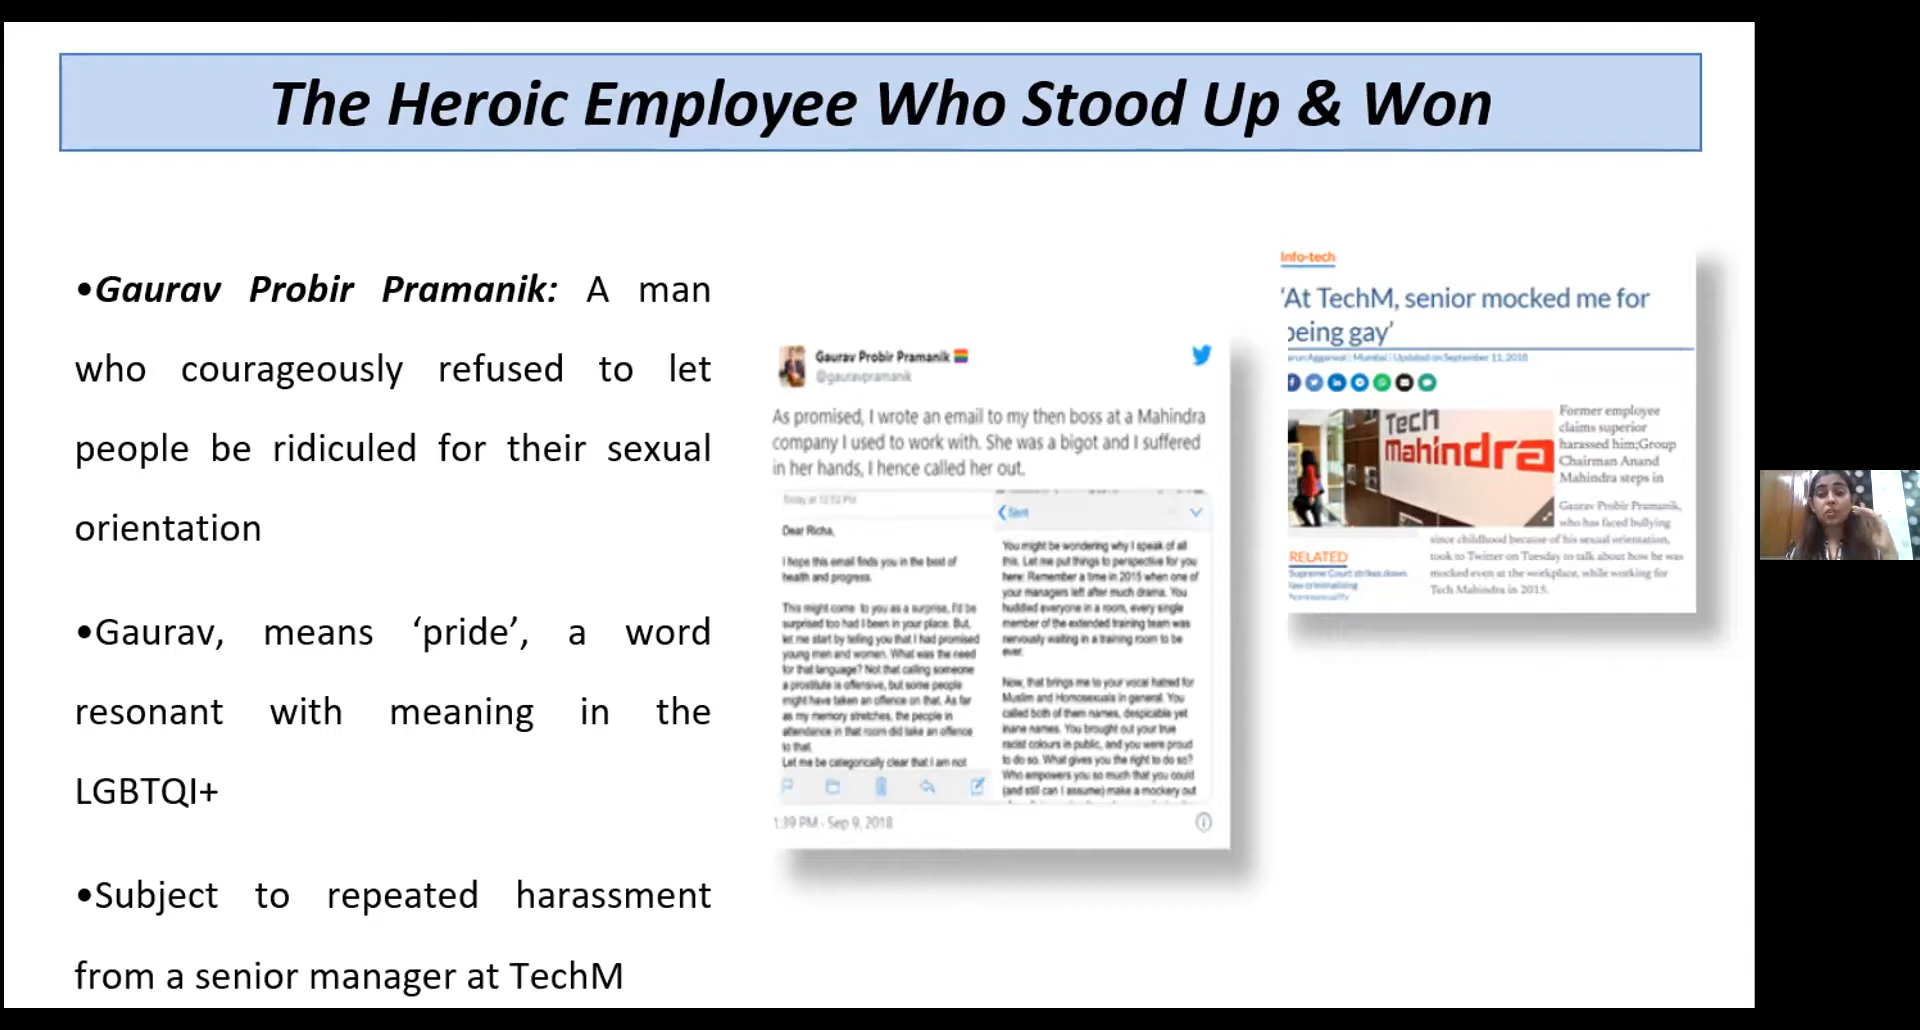 The Heroic Employee Who Stood Up & Won
•Gaurav Probir Pramanik: A man
who courageously refused to let
people be ridiculed for their sexual
orientation
•Gaurav, means ‘pride’, a word
resonant with meaning in the
LGBTQI+
•Subject to repeated harassment
from a senior manager at TechM
Gaurav Probir Pramanik
@gauravpramanik
As promised, I wrote an email to my then boss at a Mahindra
company I used to work with. She was a bigot and I suffered
in her hands, I hence called her out.
Today at 12:52 PM
Dear Richa,
I hope this email finds you in the best of
health and progress.
This might come to you as a surprise, I'd be
surprised too had I been in your place. But,
let me start by telling you that I had promised
young men and women. What was the need
for that language? Not that calling someone
a prostitute is offensive, but some people
might have taken an offence on that. As far
as my memory stretches, the people in
attendance in that room did take an offence
to that.
Let me be categorically clear that I am not
Sent
You might be wondering why I speak of all
this. Let me put things to perspective for you
here: Remember a time in 2015 when one of
your managers left after much drama. You
huddled everyone in a room, every single
member of the extended training team was
nervously waiting in a training room to be
ever.
Now, that brings me to your vocal hatred for
Muslim and Homosexuals in general. You
called both of them names, despicable yet
inane names. You brought out your true
racist colours in public, and you were proud
to do so. What gives you the right to do so?
Who empowers you so much that you could
(and still can I assume) make a mockery out
1:39 PM - Sep 9, 2018
Info-tech
‘At TechM, senior mocked me for
being gay’
arun Aggarwal | Mumbai | Updated on September 11, 2018
Tech
Mahindra
Former employee
claims superior
harassed him;Group
Chairman Anand
Mahindra steps in
Gaurav Probir Pramanik,
who has faced bullying
since childhood because of his sexual orientation,
took to Twitter on Tuesday to talk about how he was
mocked even at the workplace, while working for
Tech Mahindra in 2015.
RELATED
Supreme Court strikes down
law criminalising
homosexuality